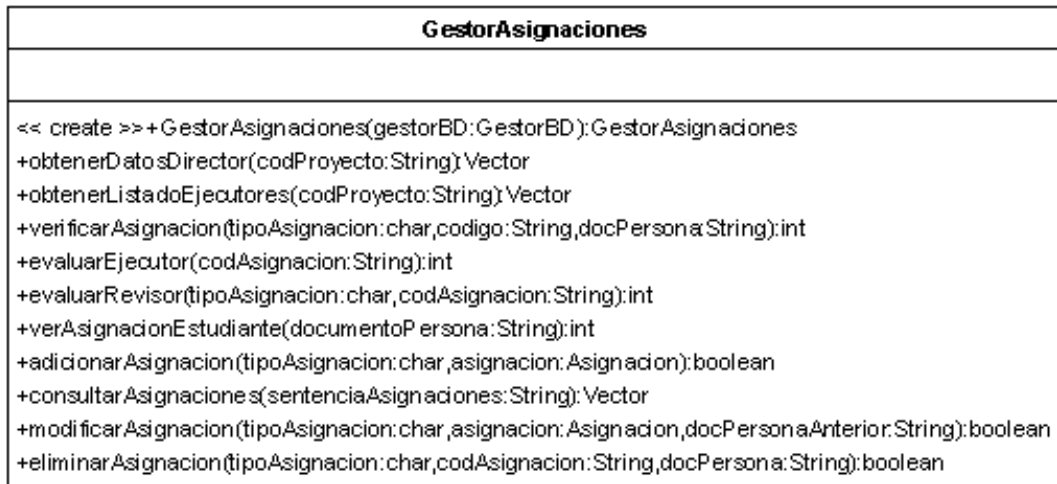 GestorAsignaciones
<< create >>+GestorAsignaciones(gestorBD:GestorBD):GestorAsignaciones
+obtenerDatosDirector(codProyecto:String):Vector
+obtenerListadoEjecutores(codProyecto:String):Vector
+verificarAsignacion(tipoAsignacion:char,codigo:String,docPersona:String):int
+evaluarEjecutor(codAsignacion:String):int
+evaluarRevisor(tipoAsignacion:char,codAsignacion:String):int
+verAsignacionEstudiante(documentoPersona:String):int
+adicionarAsignacion(tipoAsignacion:char,asignacion:Asignacion):boolean
+consultarAsignaciones(sentenciaAsignaciones:String):Vector
+modificarAsignacion(tipoAsignacion:char,asignacion:Asignacion,docPersonaAnterior:String):boolean
+eliminarAsignacion(tipoAsignacion:char,codAsignacion:String,docPersona:String):boolean